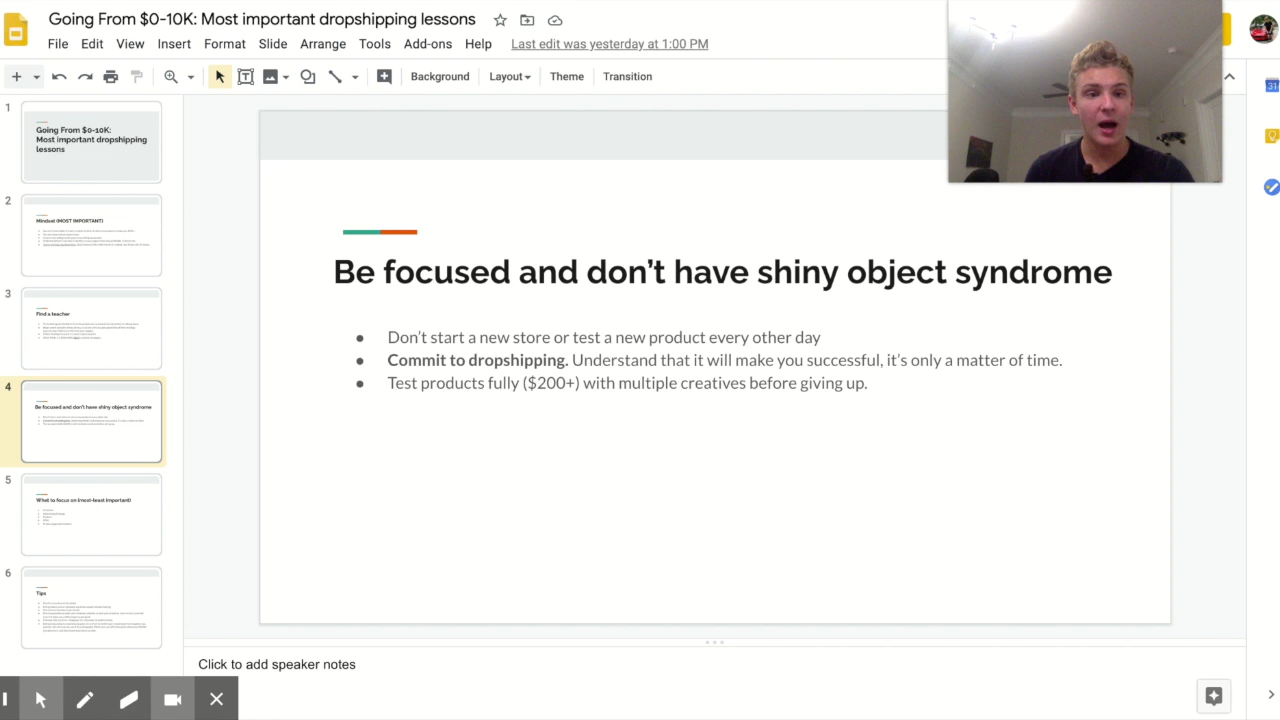 Going From $0-10K: Most important dropshipping lessons
File Edit View Insert Format Slide Arrange Tools Add-ons Help Last edit was yesterday at 1:00 PM
Background Layout Theme Transition
1
Going From $0-10K:
Most important dropshipping
lessons
2
Mindset (MOST IMPORTANT)
3
Find a teacher
4
Be focused and don't have shiny object syndrome
5
What to focus on (most-least important)
6
Tips
Be focused and don’t have shiny object syndrome
● Don’t start a new store or test a new product every other day
● Commit to dropshipping. Understand that it will make you successful, it’s only a matter of time.
● Test products fully ($200+) with multiple creatives before giving up.
Click to add speaker notes
31